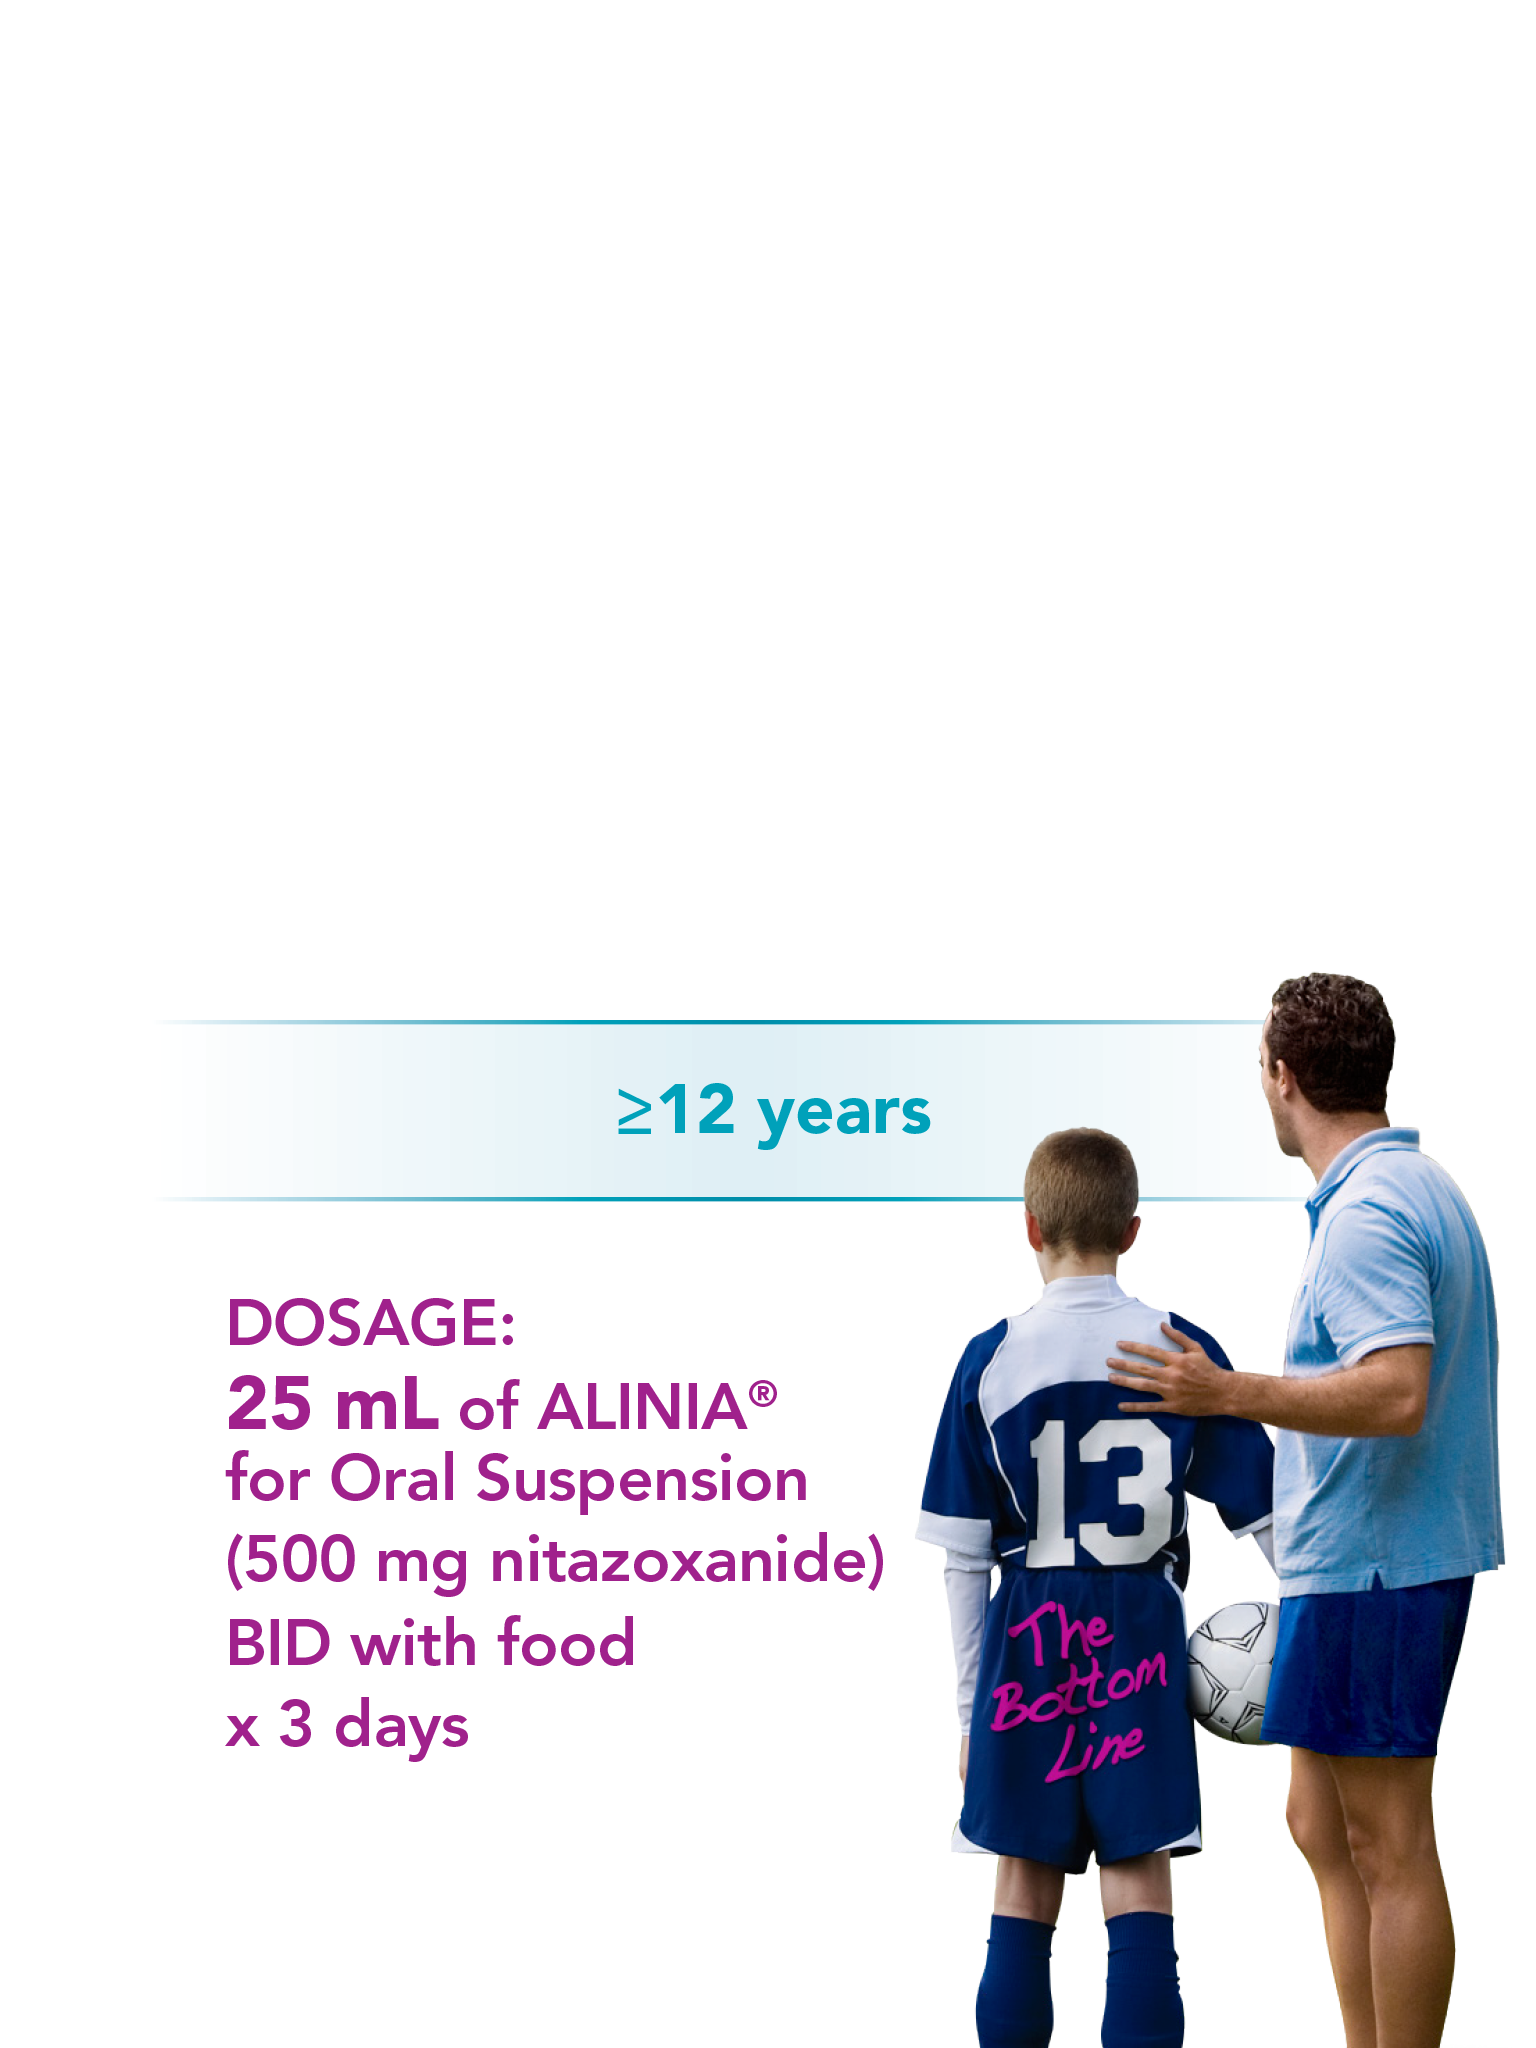 ≥12 years
DOSAGE:
25 mL of ALINIA®
for Oral Suspension
(500 mg nitazoxanide)
BID with food
x 3 days
13
The
Bottom
Line